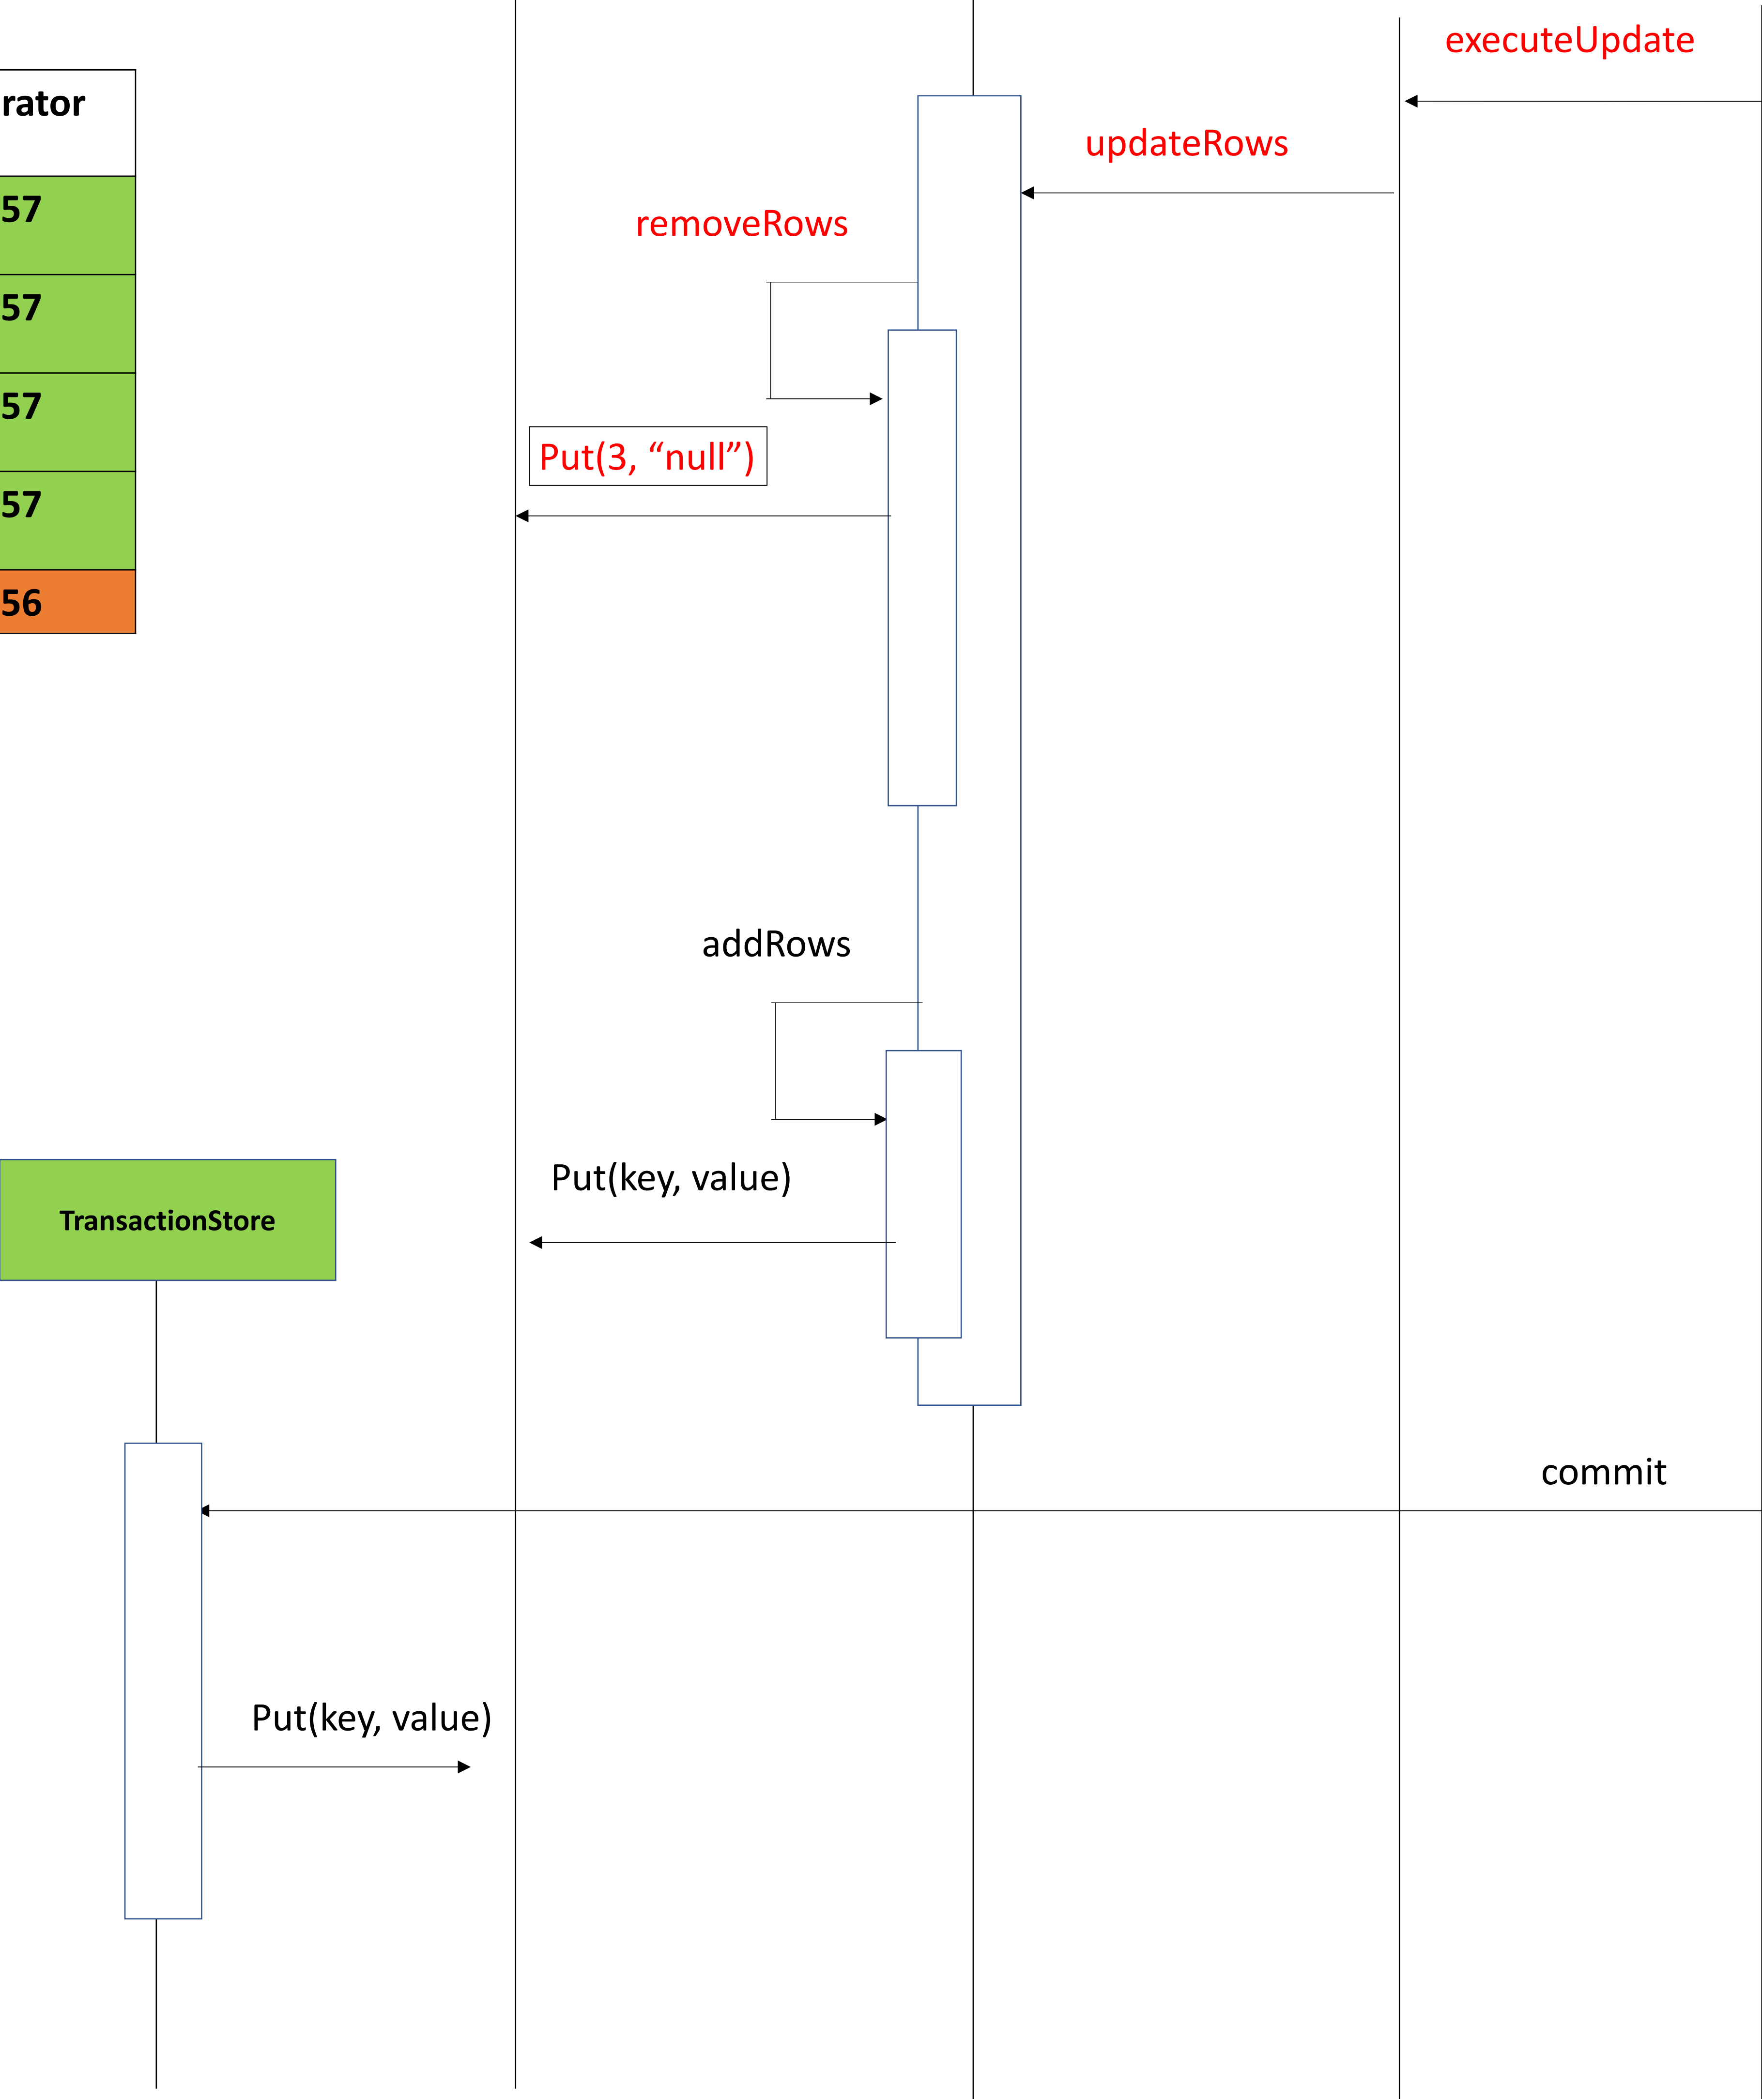 executeUpdate
rator
updateRows
57
removeRows
57
57
Put(3, “null”)
57
56
addRows
Put(key, value)
TransactionStore
commit
Put(key, value)